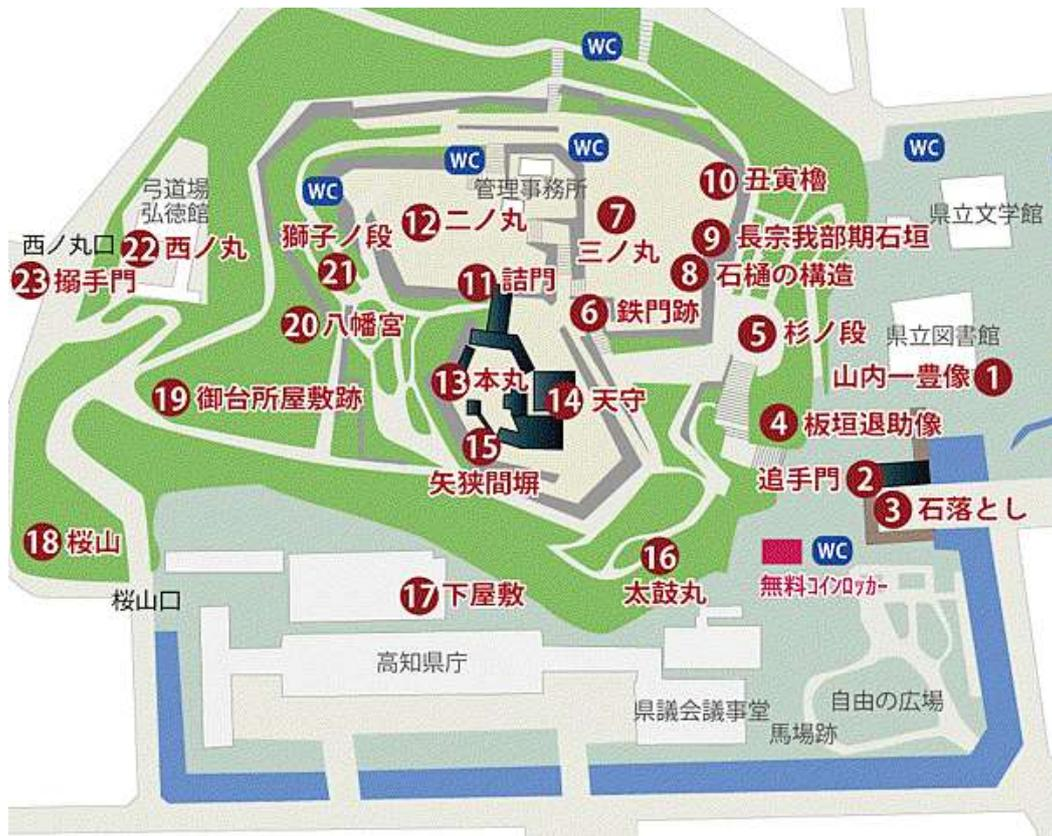 WC
WC
WC
WC
WC
弓道場
弘徳館
管理事務所
県立文学館
10 丑寅櫓
12 二ノ丸
7
三ノ丸
9 長宗我部期石垣
獅子ノ段
21
西ノ丸口
22 西ノ丸
23 搦手門
11 詰門
8 石樋の構造
20 八幡宮
6 鉄門跡
5 杉ノ段
県立図書館
山内一豊像 1
13 本丸
14 天守
19 御台所屋敷跡
4 板垣退助像
15
矢狭間塀
追手門 2
3 石落とし
18 桜山
16
太鼓丸
WC
無料コインロッカー
桜山口
17 下屋敷
高知県庁
県議会議事堂
自由の広場
馬場跡